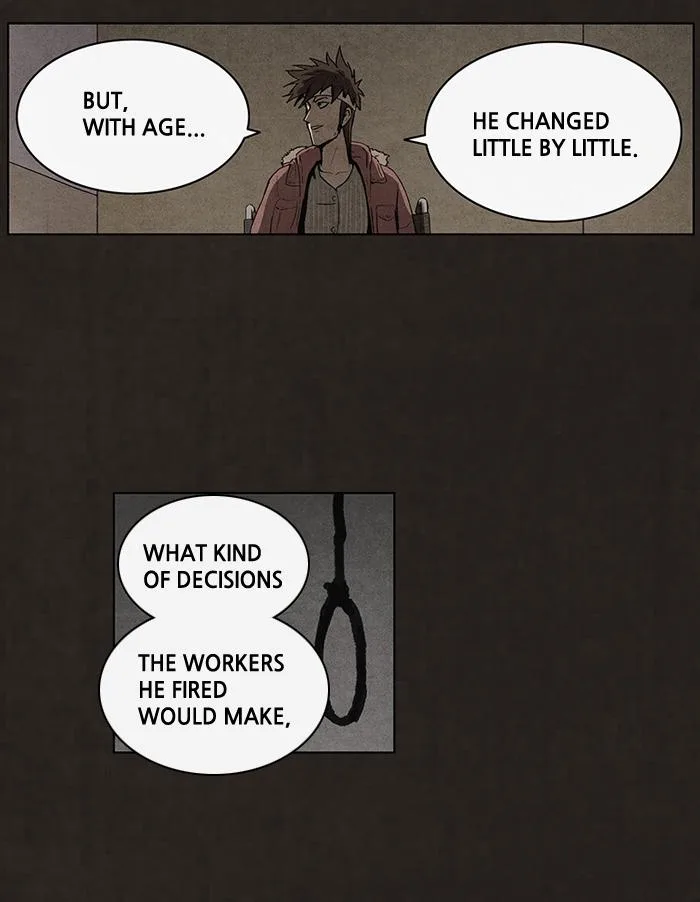 BUT,
WITH AGE...
HE CHANGED
LITTLE BY LITTLE.
WHAT KIND
OF DECISIONS
THE WORKERS
HE FIRED
WOULD MAKE,